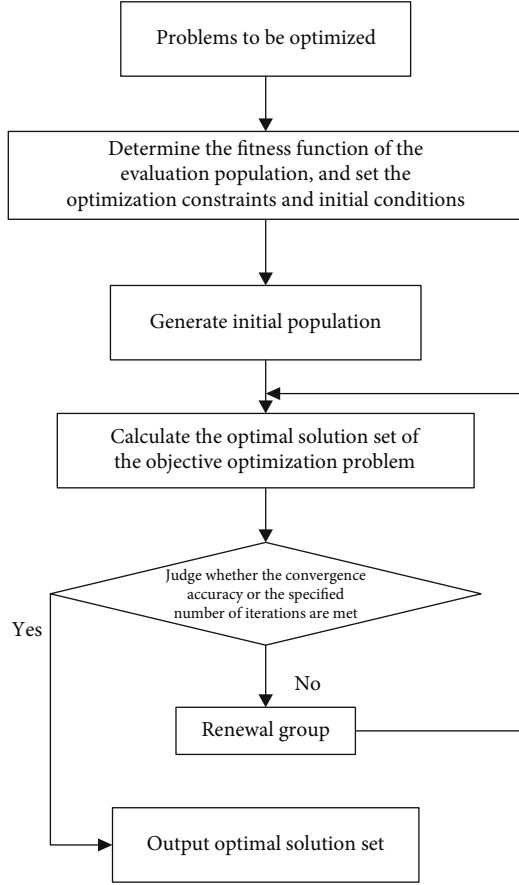 Problems to be optimized
Determine the fitness function of the
evaluation population, and set the
optimization constraints and initial conditions
Generate initial population
Calculate the optimal solution set of
the objective optimization problem
Judge whether the convergence
accuracy or the specified
number of iterations are met
Yes
No
Renewal group
Output optimal solution set